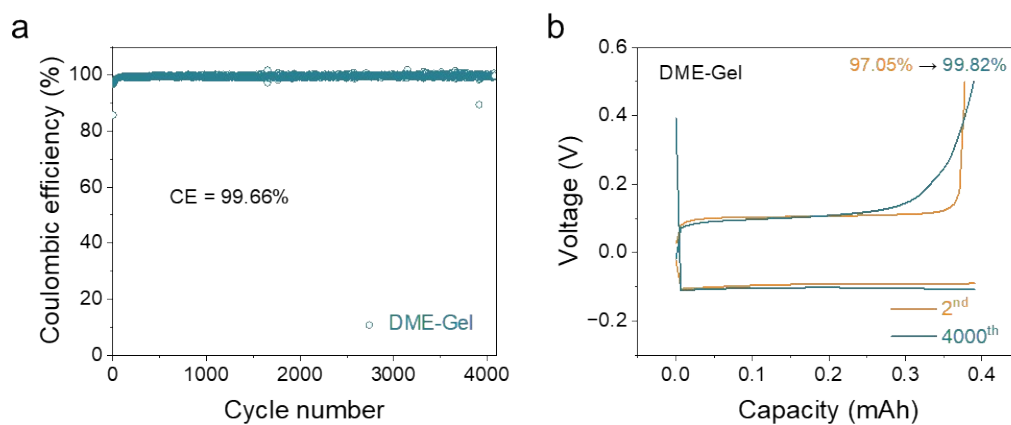 a
100
80
60
40
20
0
Coulombic efficiency (%)
CE = 99.66%
DME-Gel
0 1000 2000 3000 4000
Cycle number
b
0.6
0.4
0.2
0.0
−0.2
Voltage (V)
DME-Gel
97.05% → 99.82%
2nd
4000th
0.0 0.1 0.2 0.3 0.4
Capacity (mAh)